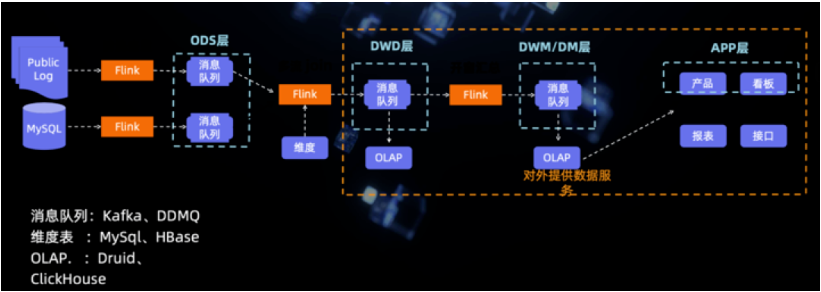 ODS层
DWD层
DWM/DM层
APP层
Public
Log
Flink
消息
队列
Flink
消息
队列
Flink
消息
队列
产品
看板
MySQL
Flink
消息
队列
维度
OLAP
OLAP
报表
接口
对外提供数据服
务
消息队列：Kafka、DDMQ
维度表 ：MySql、HBase
OLAP. ：Druid、
ClickHouse